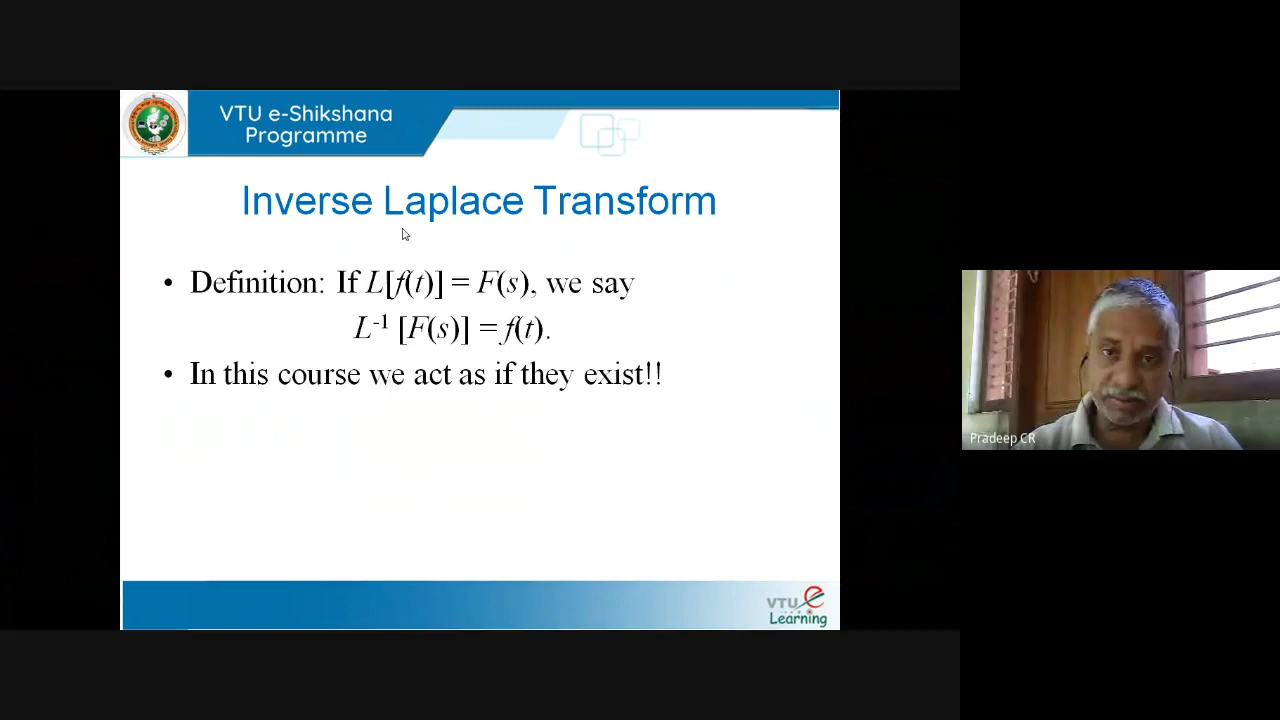 VTU e-Shikshana
Programme
Inverse Laplace Transform
• Definition: If L[f(t)] = F(s), we say
L⁻¹ [F(s)] = f(t).
• In this course we act as if they exist!!
Pradeep CR
VTU e
Learning